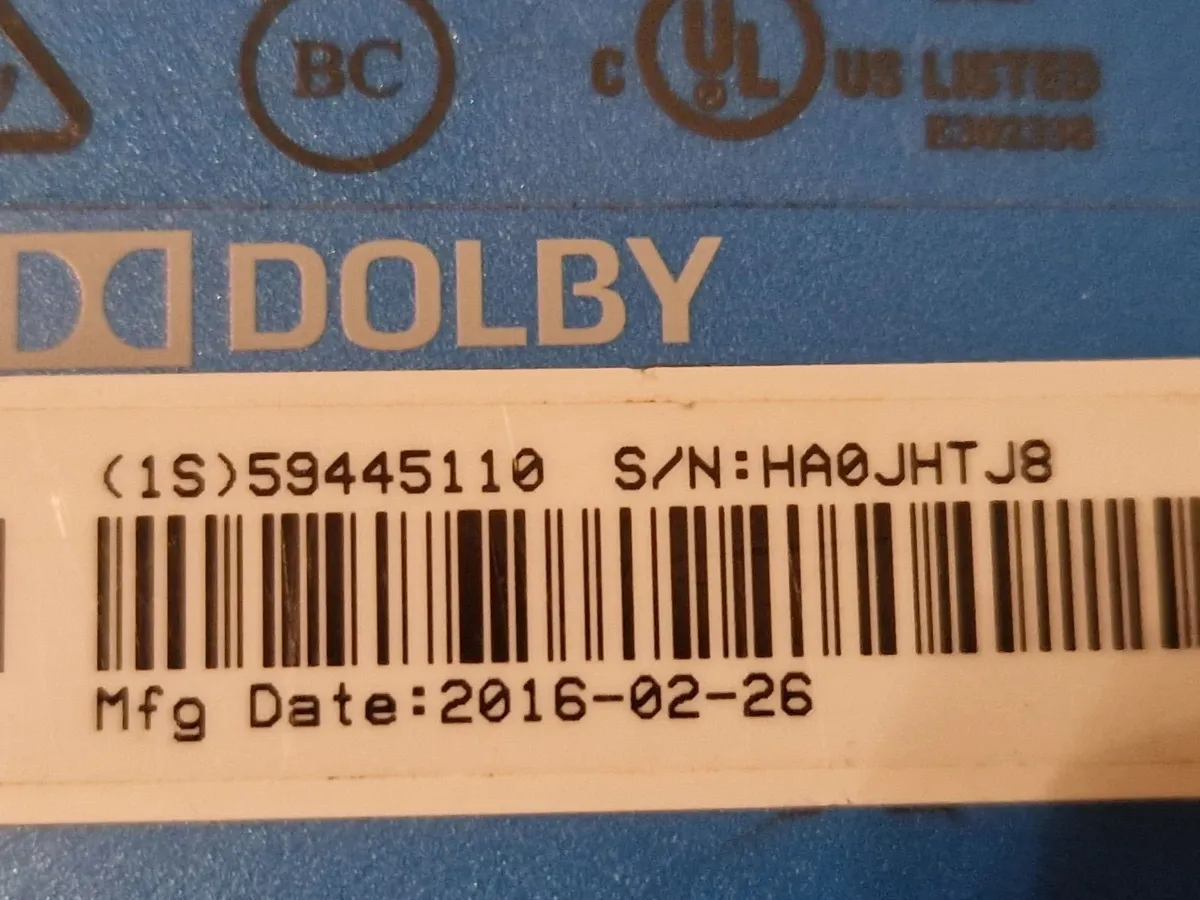 BC
C UL US LISTED
DOLBY
(1S)59445110 S/N:HA0JHTJ8
Mfg Date:2016-02-26